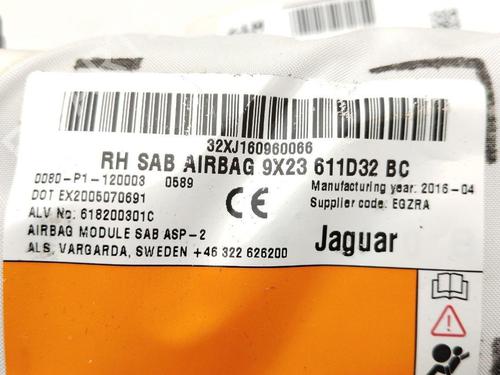 32XJ160960066
RH SAB AIRBAG 9X23 611D32 BC
0080-P1-120003 0589
Manufacturing year: 2016-04
DOT EX2005070691
Supplier code: EGZRA
ALV No: 618200301C
CE
AIRBAG MODULE SAB ASP-2
Jaguar
ALS, VARGARDA, SWEDEN +46 322 626200